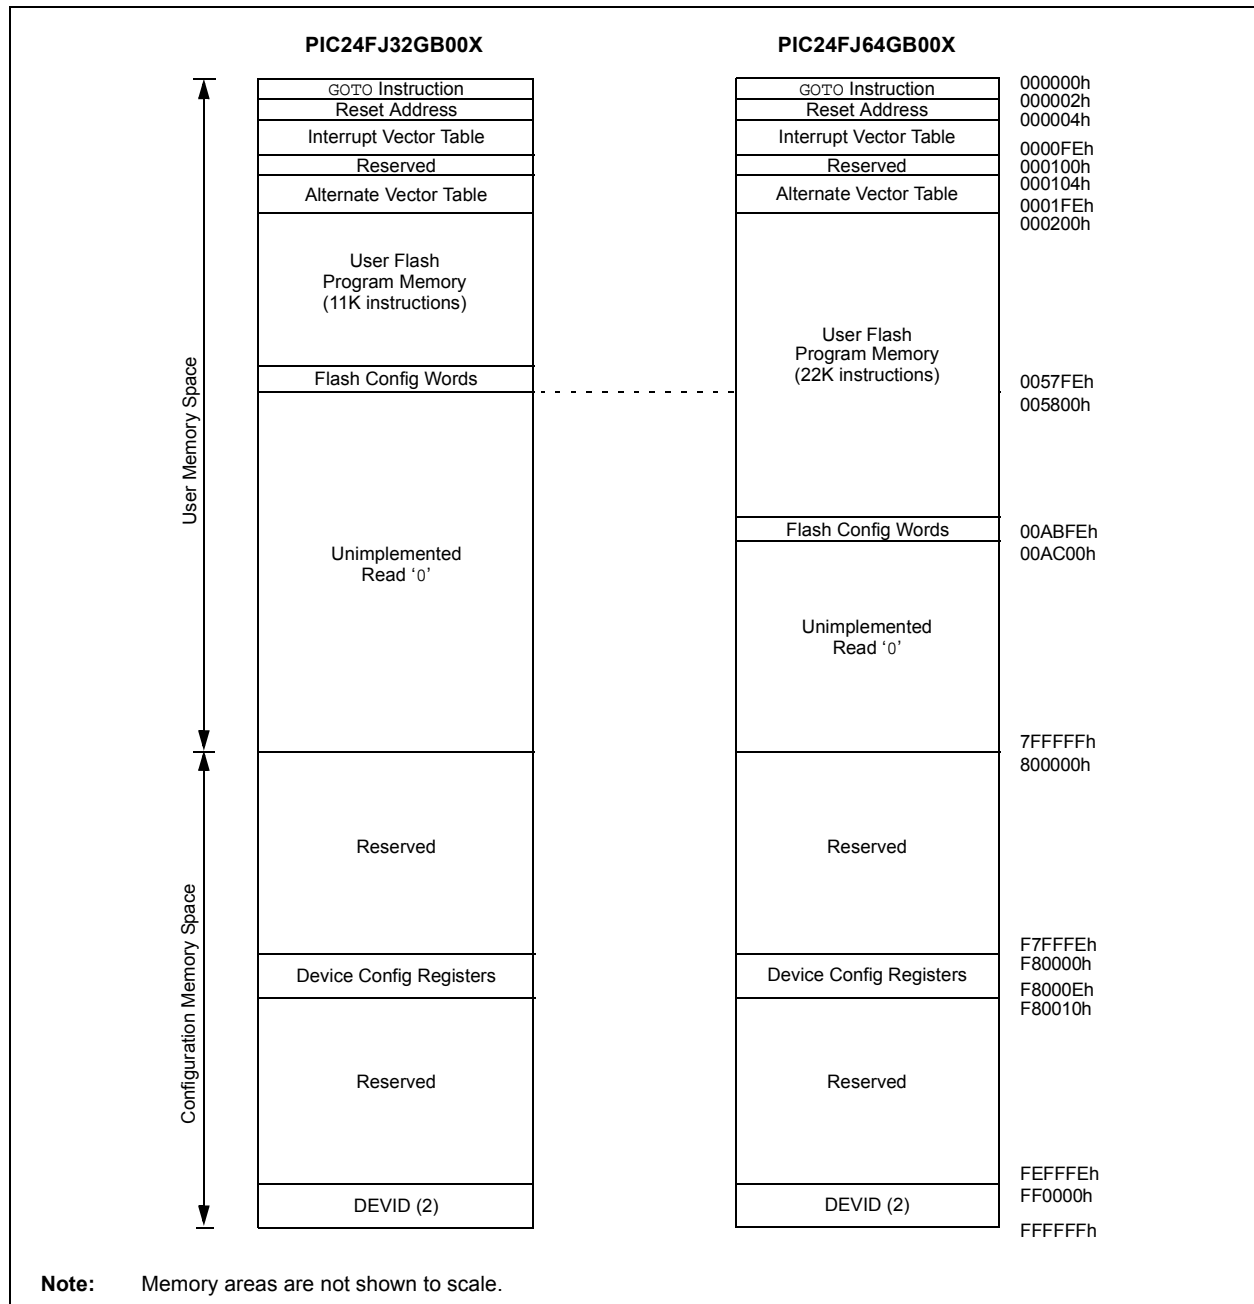 PIC24FJ32GB00X
PIC24FJ64GB00X
User Memory Space
Configuration Memory Space
GOTO Instruction
Reset Address
Interrupt Vector Table
Reserved
Alternate Vector Table
User Flash
Program Memory
(11K instructions)
Flash Config Words
Unimplemented
Read ‘0’
Reserved
Device Config Registers
Reserved
DEVID (2)
GOTO Instruction
Reset Address
Interrupt Vector Table
Reserved
Alternate Vector Table
User Flash
Program Memory
(22K instructions)
Flash Config Words
Unimplemented
Read ‘0’
Reserved
Device Config Registers
Reserved
DEVID (2)
000000h
000002h
000004h
0000FEh
000100h
000104h
0001FEh
000200h
0057FEh
005800h
00ABFEh
00AC00h
7FFFFFh
800000h
F7FFFEh
F80000h
F8000Eh
F80010h
FEFFFEh
FF0000h
FFFFFFh
Note: Memory areas are not shown to scale.